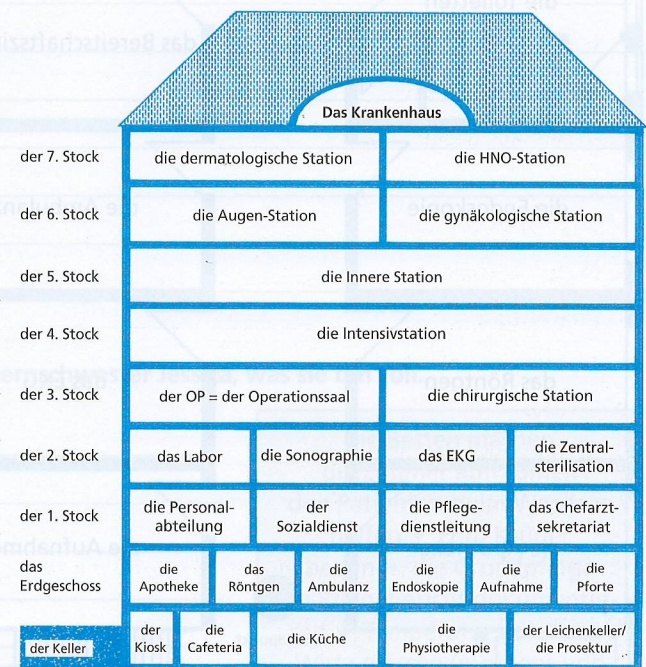 Das Krankenhaus
der 7. Stock
die dermatologische Station
die HNO-Station
der 6. Stock
die Augen-Station
die gynäkologische Station
der 5. Stock
die Innere Station
der 4. Stock
die Intensivstation
der 3. Stock
der OP = der Operationssaal
die chirurgische Station
der 2. Stock
das Labor
die Sonographie
das EKG
die Zentral-
sterilisation
der 1. Stock
die Personal-
abteilung
der
Sozialdienst
die Pflege-
dienstleitung
das Chefarzt-
sekretariat
das
Erdgeschoss
die
Apotheke
das
Röntgen
die
Ambulanz
die
Endoskopie
die
Aufnahme
die
Pforte
der Keller
der
Kiosk
die
Cafeteria
die Küche
die
Physiotherapie
der Leichenkeller/
die Prosektur